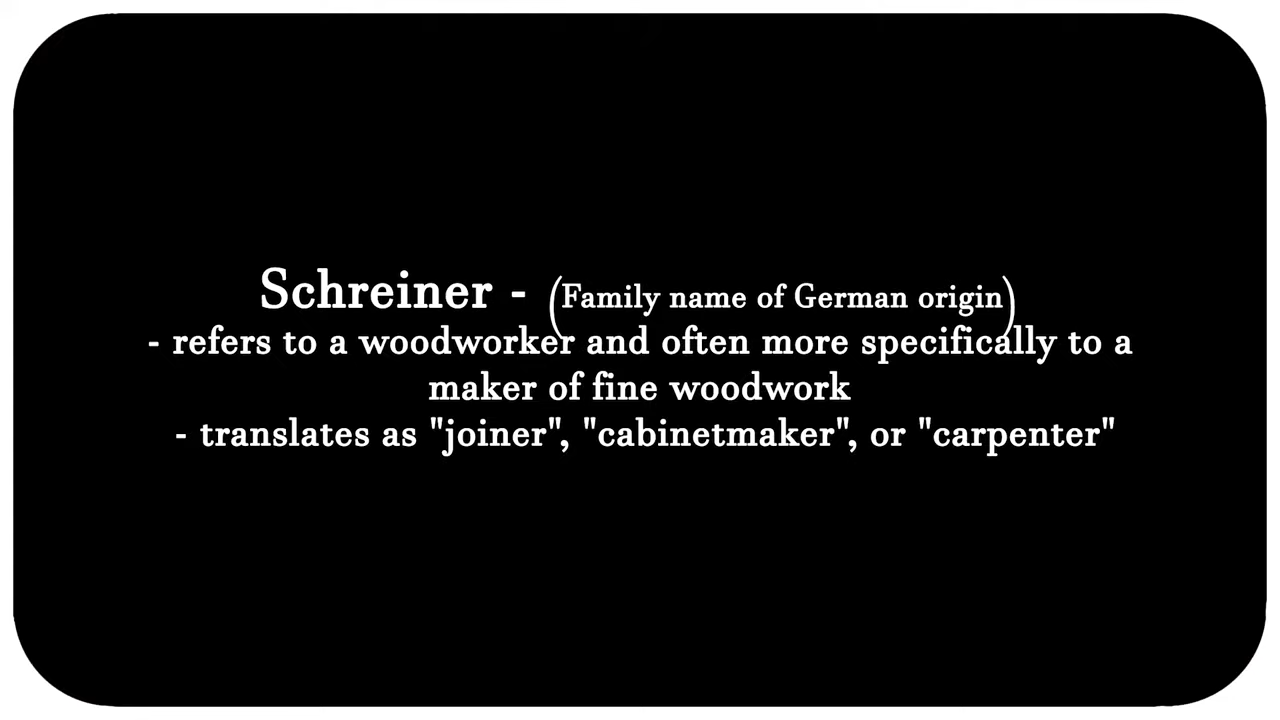 Schreiner - (Family name of German origin)
- refers to a woodworker and often more specifically to a
maker of fine woodwork
- translates as "joiner", "cabinetmaker", or "carpenter"